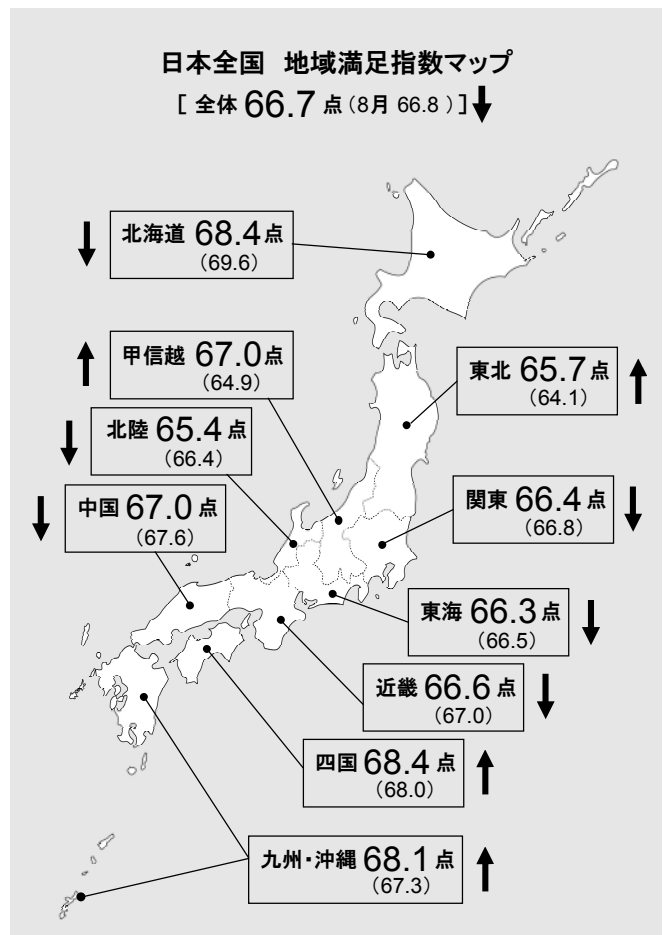 日本全国 地域満足指数マップ
[ 全体 66.7 点 (8月 66.8 ) ]
北海道 68.4点
(69.6)
甲信越 67.0点
(64.9)
東北 65.7点
(64.1)
北陸 65.4点
(66.4)
中国 67.0点
(67.6)
関東 66.4点
(66.8)
東海 66.3点
(66.5)
近畿 66.6点
(67.0)
四国 68.4点
(68.0)
九州・沖縄 68.1点
(67.3)